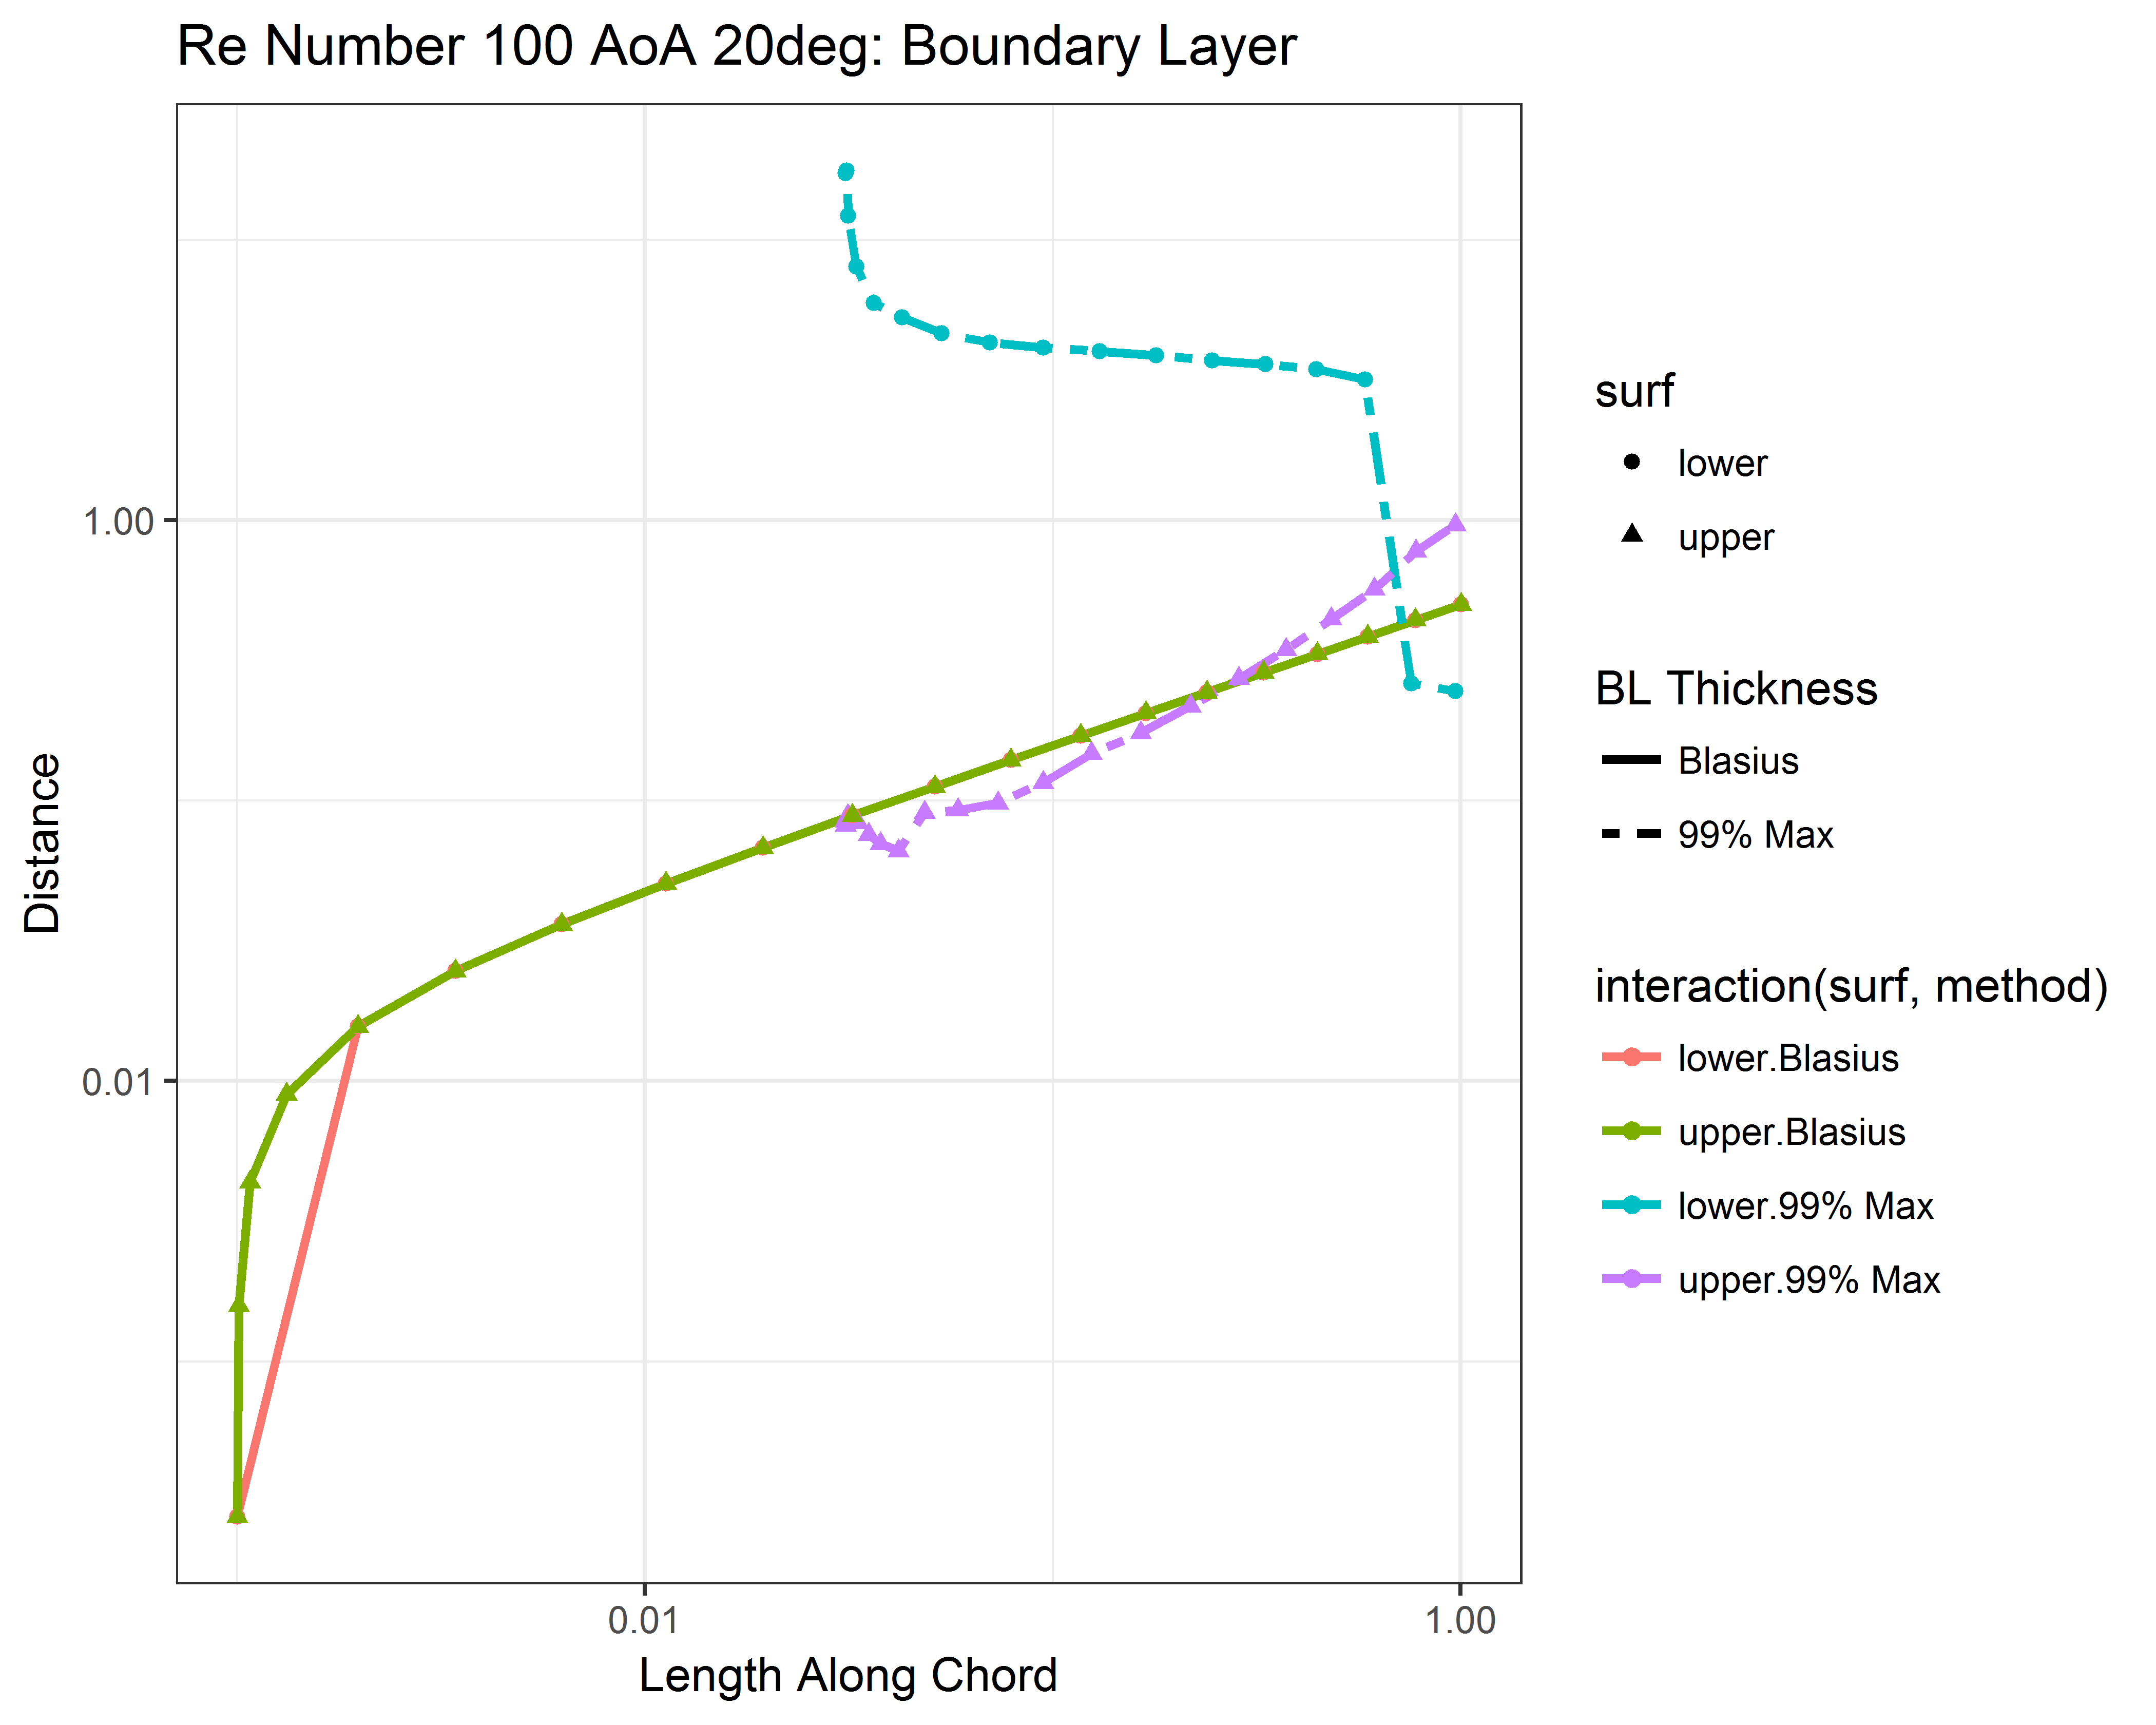 Re Number 100 AoA 20deg: Boundary Layer
1.00
0.01
Distance
0.01
1.00
Length Along Chord
surf
lower
upper
BL Thickness
Blasius
99% Max
interaction(surf, method)
lower.Blasius
upper.Blasius
lower.99% Max
upper.99% Max